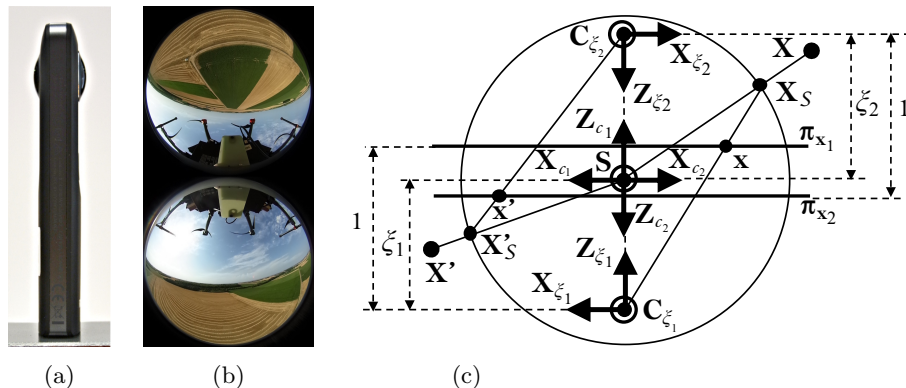 C_ξ₂
X_ξ₂
X
X_S
Z_ξ₂
ξ₂
1
Z_c₁
π_x₁
X_c₁
S
X_c₂
x
x'
Z_c₂
π_x₂
1
ξ₁
X'
X'_S
Z_ξ₁
X_ξ₁
C_ξ₁
(a)
(b)
(c)